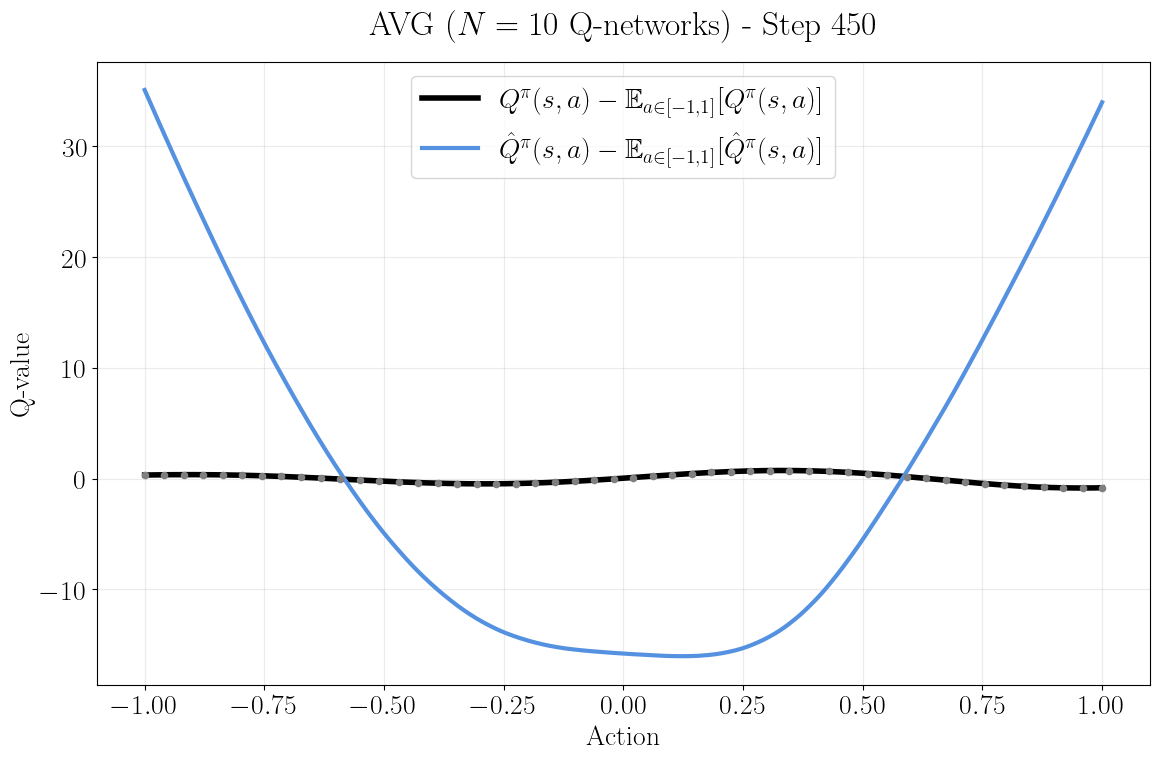 AVG (N = 10 Q-networks) - Step 450
Q^π(s, a) − 𝔼_{a∈[−1,1]}[Q^π(s, a)]
Q̂^π(s, a) − 𝔼_{a∈[−1,1]}[Q̂^π(s, a)]
Q-value
30
20
10
0
−10
−1.00 −0.75 −0.50 −0.25 0.00 0.25 0.50 0.75 1.00
Action